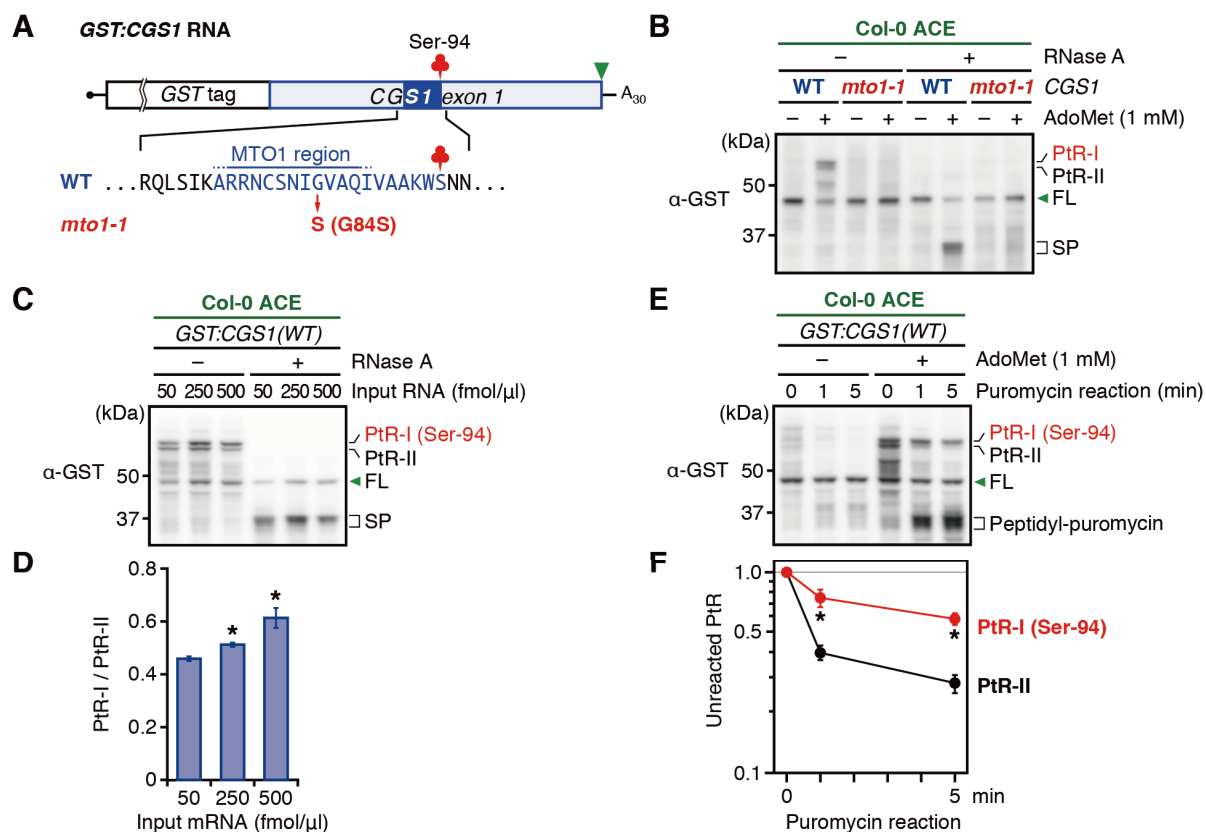 A
GST:CGS1 RNA
Ser-94
GST tag
CGS1 exon 1
A30
MTO1 region
WT ...RQLSIKARRNCSNIGVAQIVAAKWSNN...
mto1-1 S (G84S)
B
Col-0 ACE
– + RNase A
WT mto1-1 WT mto1-1 CGS1
– + – + – + – + AdoMet (1 mM)
(kDa)
50
37
α-GST
PtR-I
PtR-II
FL
SP
C
Col-0 ACE
GST:CGS1(WT)
– + RNase A
50 250 500 50 250 500 Input RNA (fmol/µl)
(kDa)
50
37
α-GST
PtR-I (Ser-94)
PtR-II
FL
SP
D
PtR-I / PtR-II
0.8
0.6
0.4
0.2
0
* *
50 250 500
Input mRNA (fmol/µl)
E
Col-0 ACE
GST:CGS1(WT)
– + AdoMet (1 mM)
0 1 5 0 1 5 Puromycin reaction (min)
(kDa)
50
37
α-GST
PtR-I (Ser-94)
PtR-II
FL
Peptidyl-puromycin
F
Unreacted PtR
1.0
0.5
0.1
* *
PtR-I (Ser-94)
PtR-II
0 5 min
Puromycin reaction